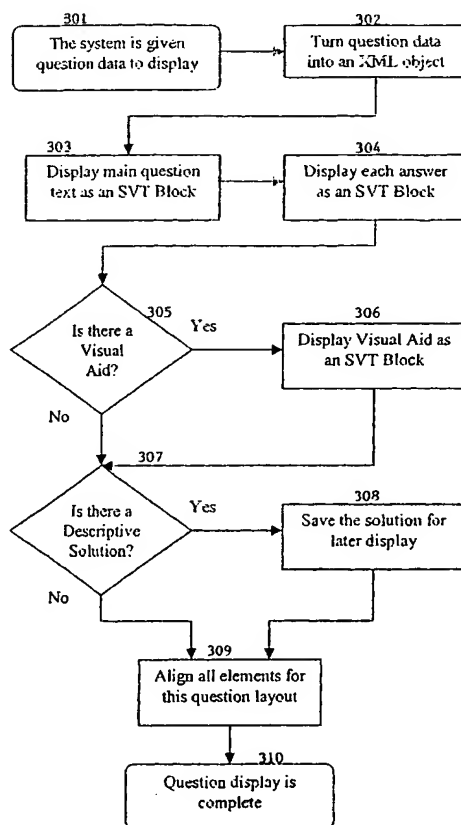 301
The system is given
question data to display
302
Turn question data
into an XML object
303
Display main question
text as an SVT Block
304
Display each answer
as an SVT Block
305
Is there a
Visual
Aid?
Yes
306
Display Visual Aid as
an SVT Block
No
307
Is there a
Descriptive
Solution?
Yes
308
Save the solution for
later display
No
309
Align all elements for
this question layout
310
Question display is
complete